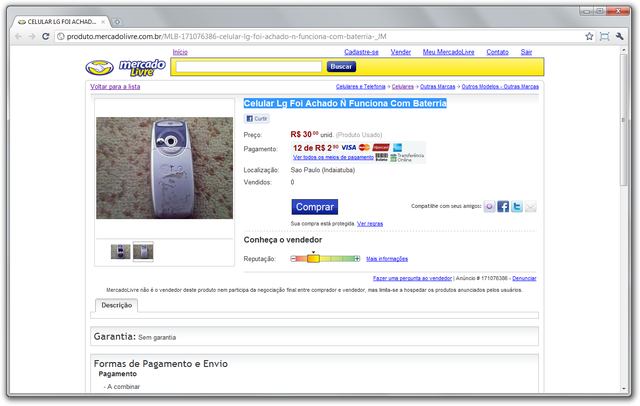 CELULAR LG FOI ACHADO...
produto.mercadolivre.com.br/MLB-171076386-celular-lg-foi-achado-n-funciona-com-baterria-_JM
Início
Cadastre-se Vender Meu MercadoLivre Contato Sair
mercado
livre
Buscar
Voltar para a lista
Celulares e Telefonia → Celulares → Outras Marcas → Outros Modelos - Outras Marcas
Celular Lg Foi Achado Ñ Funciona Com Baterria
Curtir
Preço: R$ 30 00 unid. (Produto Usado)
Pagamento: 12 de R$ 2 90 VISA
Ver todos os meios de pagamento Transferência Online
Localização: Sao Paulo (Indaiatuba)
Vendidos: 0
Comprar
Compatilhe com seus amigos:
Sua compra está protegida. Ver regras
Conheça o vendedor
Reputação: Mais informações
Fazer uma pergunta ao vendedor | Anúncio # 171076386 - Denunciar
MercadoLivre não é o vendedor deste produto nem participa da negociação final entre comprador e vendedor, mas limita-se a hospedar os produtos anunciados pelos usuários.
Descrição
Garantia: Sem garantia
Formas de Pagamento e Envio
Pagamento
- A combinar